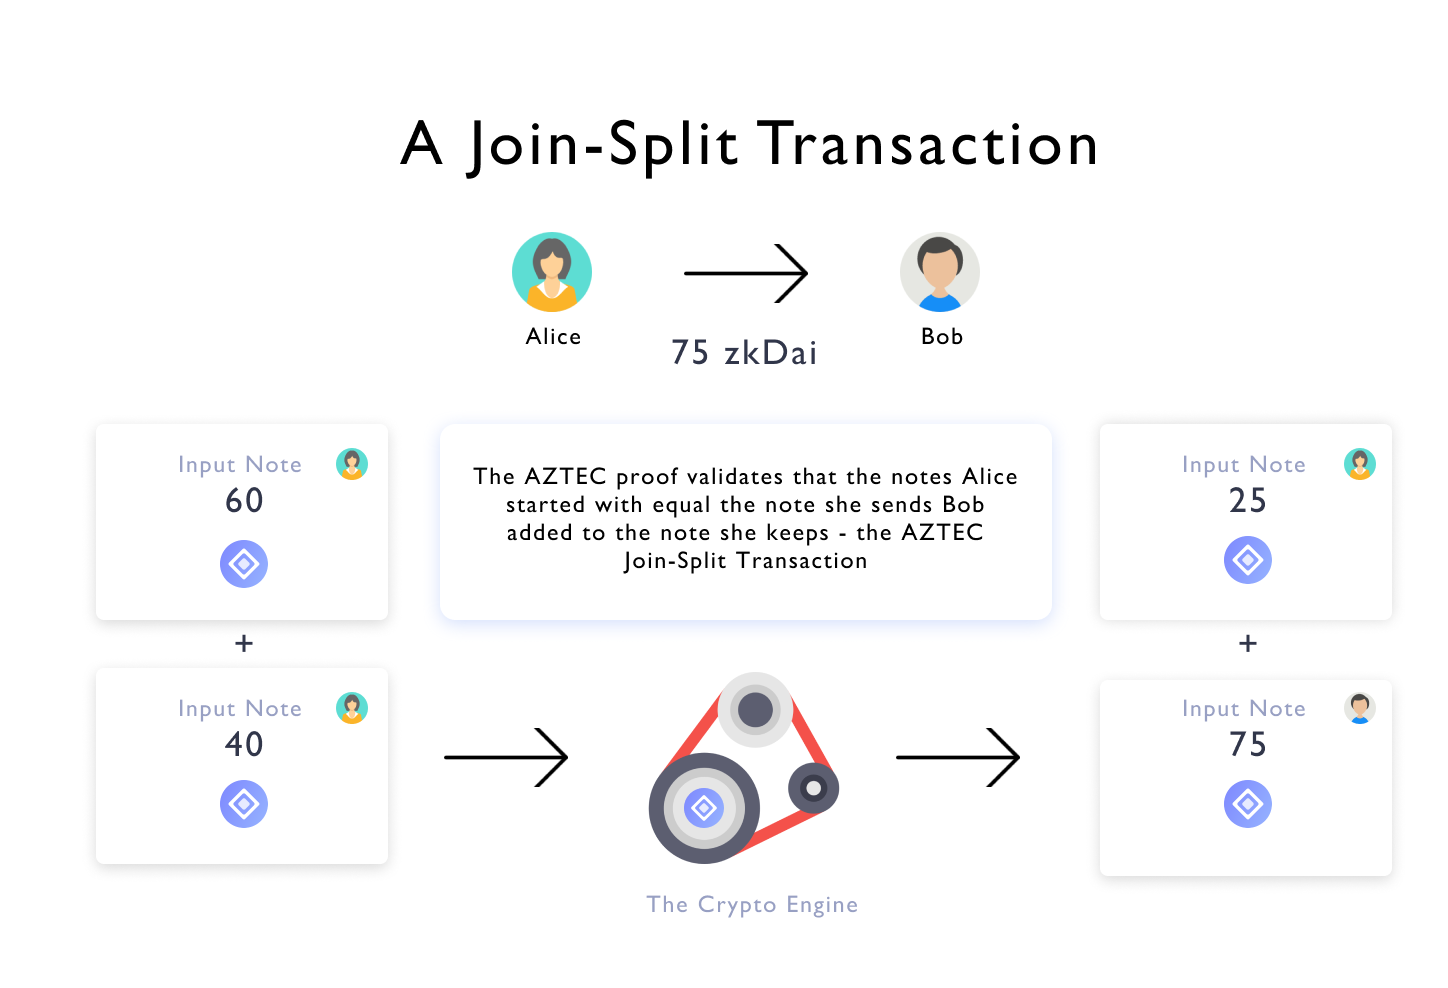 A Join-Split Transaction
Alice
75 zkDai
Bob
Input Note
60
+
Input Note
40
The AZTEC proof validates that the notes Alice
started with equal the note she sends Bob
added to the note she keeps - the AZTEC
Join-Split Transaction
The Crypto Engine
Input Note
25
+
Input Note
75